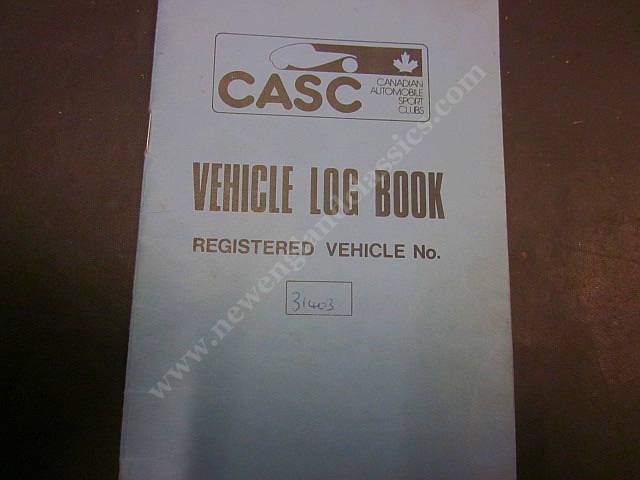 CASC
CANADIAN
AUTOMOBILE
SPORT
CLUBS
VEHICLE LOG BOOK
REGISTERED VEHICLE No.
31403
www.newenglandclassics.com